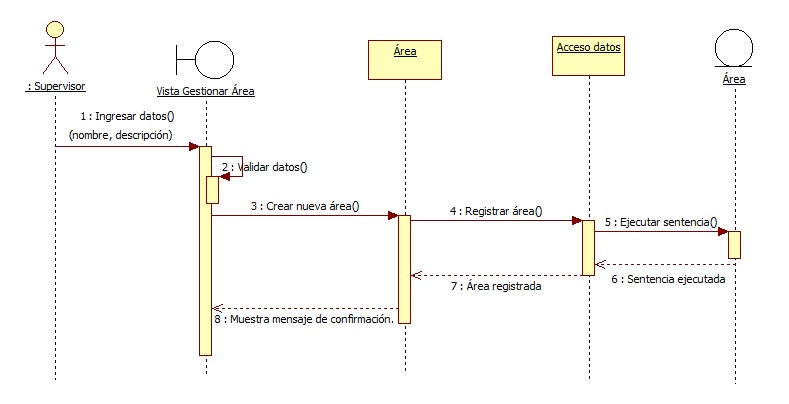 : Supervisor
Vista Gestionar Área
Área
Acceso datos
Área
1 : Ingresar datos()
(nombre, descripción)
2 : Validar datos()
3 : Crear nueva área()
4 : Registrar área()
5 : Ejecutar sentencia()
6 : Sentencia ejecutada
7 : Área registrada
8 : Muestra mensaje de confirmación.